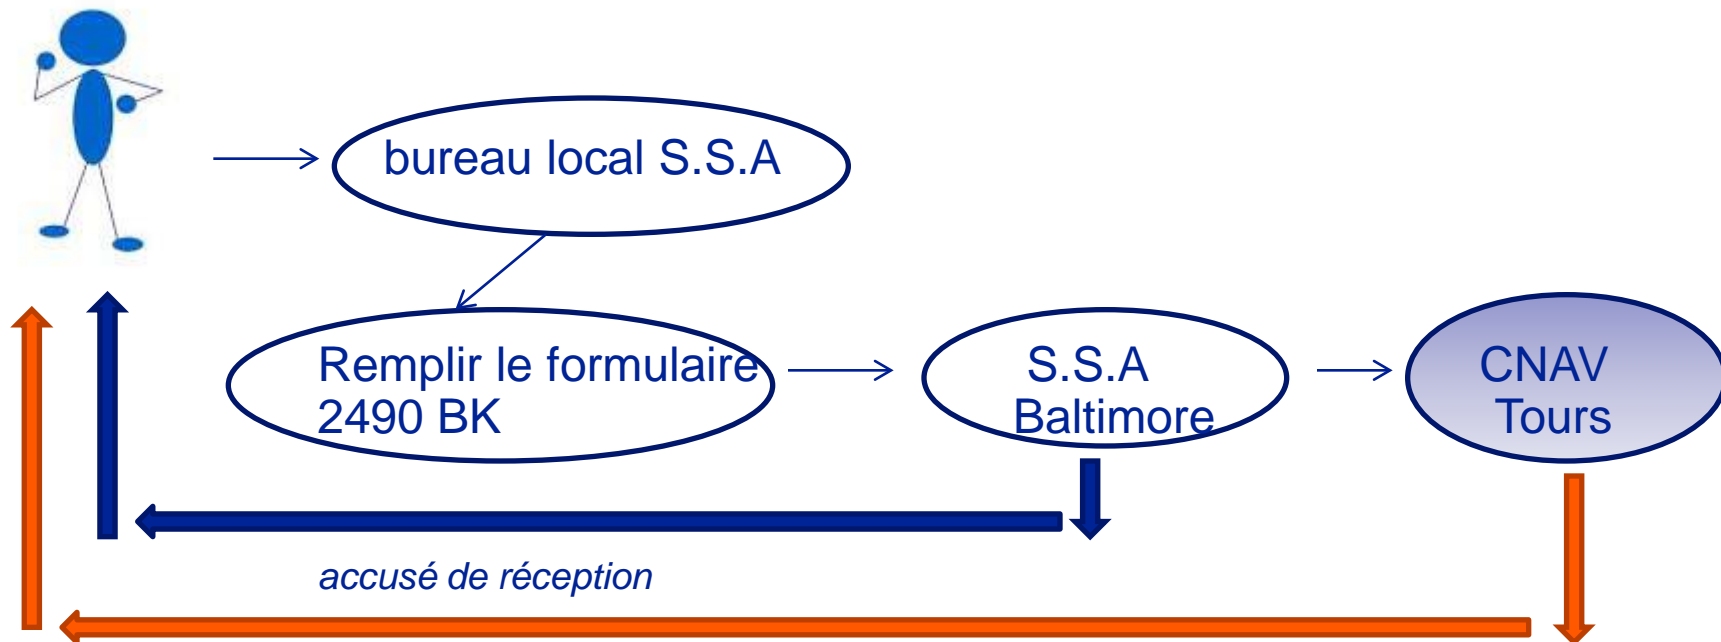 bureau local S.S.A
Remplir le formulaire
2490 BK
S.S.A
Baltimore
CNAV
Tours
accusé de réception